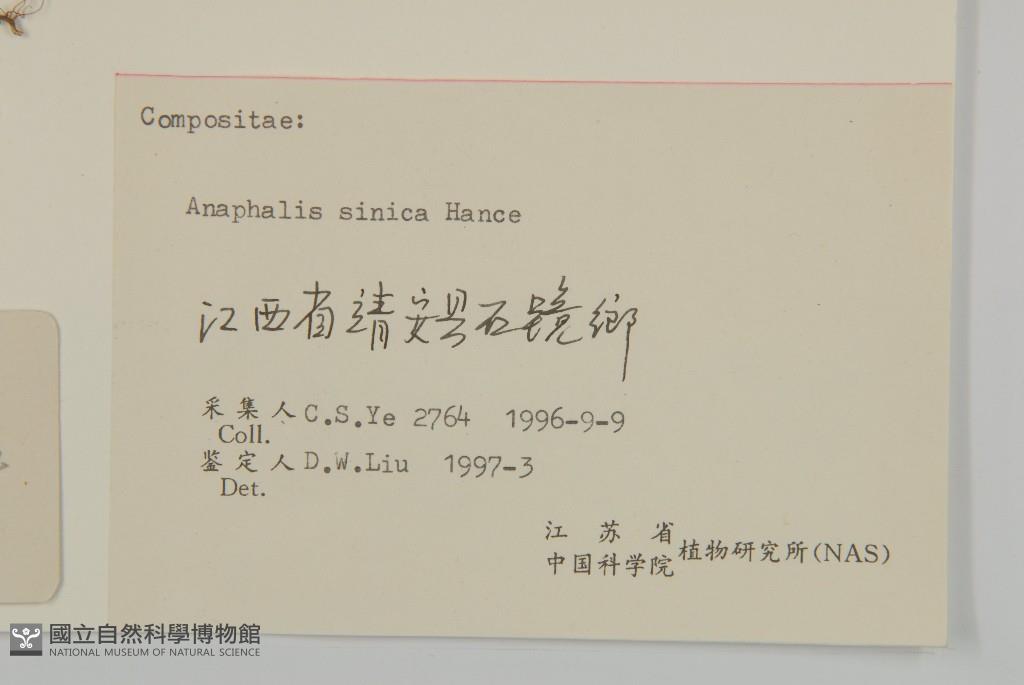 Compositae:
Anaphalis sinica Hance
江西省靖安县石镜鄉
采集人 C.S.Ye 2764 1996-9-9
Coll.
鉴定人 D.W.Liu 1997-3
Det.
江苏省
中国科学院 植物研究所(NAS)
國立自然科學博物館
NATIONAL MUSEUM OF NATURAL SCIENCE